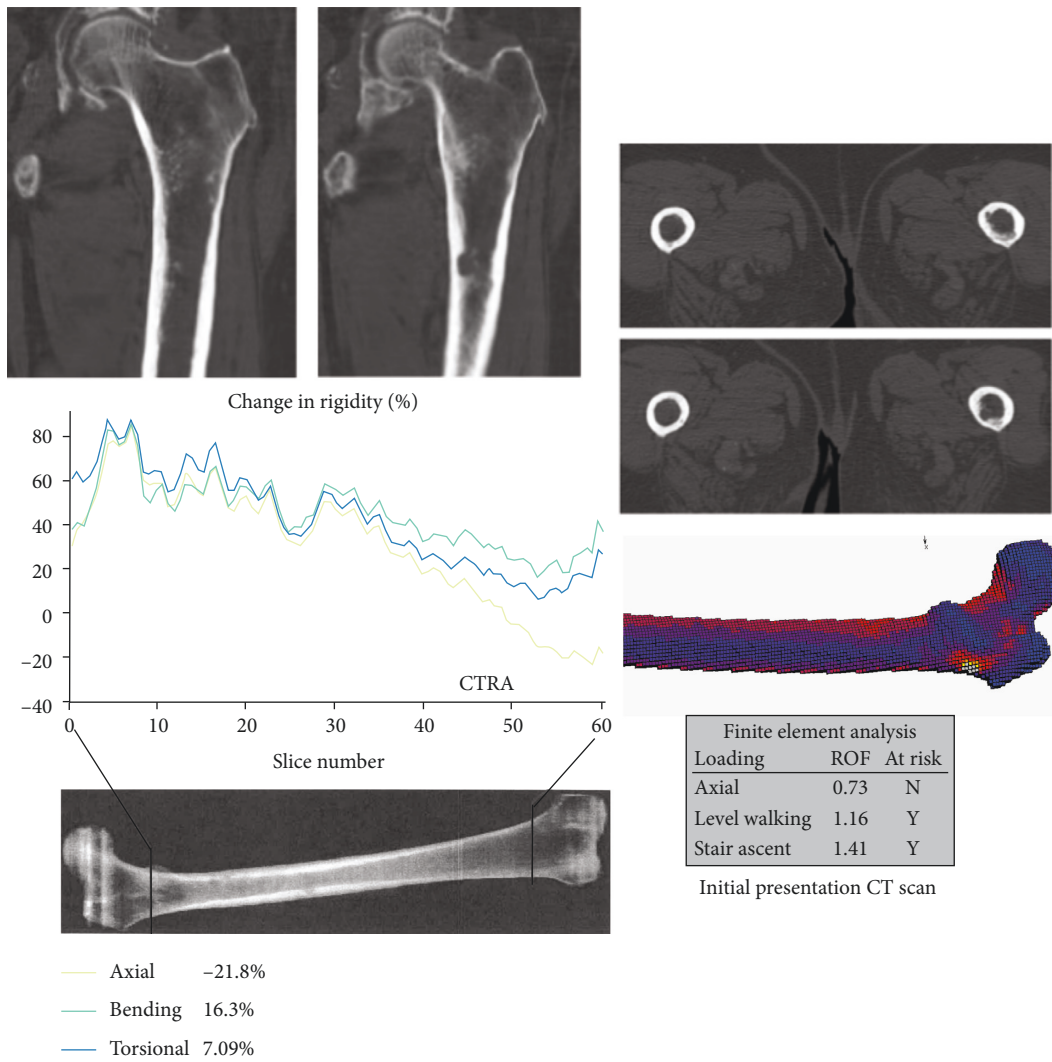 Change in rigidity (%)
80
60
40
20
0
−20
−40
CTRA
0
10
20
30
40
50
60
Slice number
Axial −21.8%
Bending 16.3%
Torsional 7.09%
x
Finite element analysis
Loading ROF At risk
Axial 0.73 N
Level walking 1.16 Y
Stair ascent 1.41 Y
Initial presentation CT scan